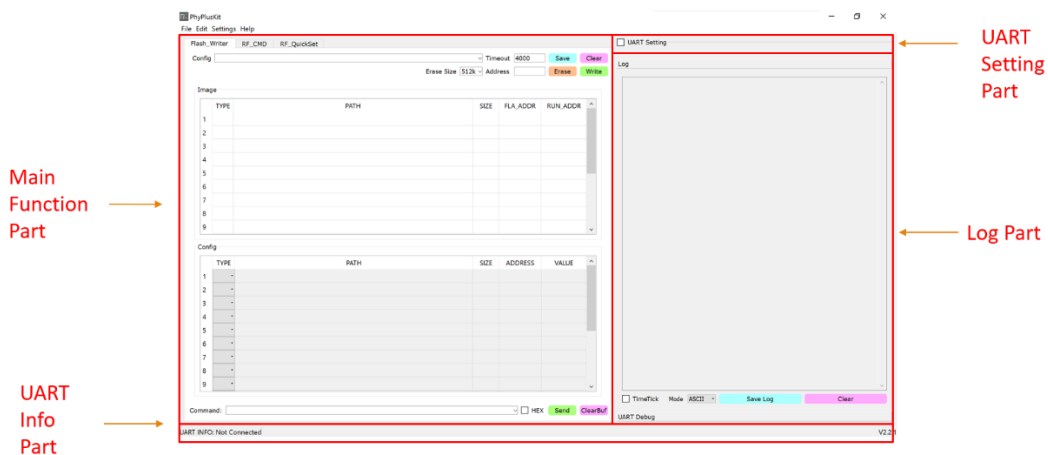 PhyPlusKit
File Edit Settings Help
Flash_Writer RF_CMD RF_QuickSet
Config Timeout 4000 Save Clear
Erase Size 512k Address Erase Write
Image
TYPE PATH SIZE FLA_ADDR RUN_ADDR
1
2
3
4
5
6
7
8
9
Config
TYPE PATH SIZE ADDRESS VALUE
1
2
3
4
5
6
7
8
9
Command: HEX Send ClearBuf
UART INFO: Not Connected
UART Setting
Log
TimeTick Mode ASCII Save Log Clear
UART Debug
Main
Function
Part
UART
Info
Part
UART
Setting
Part
Log Part